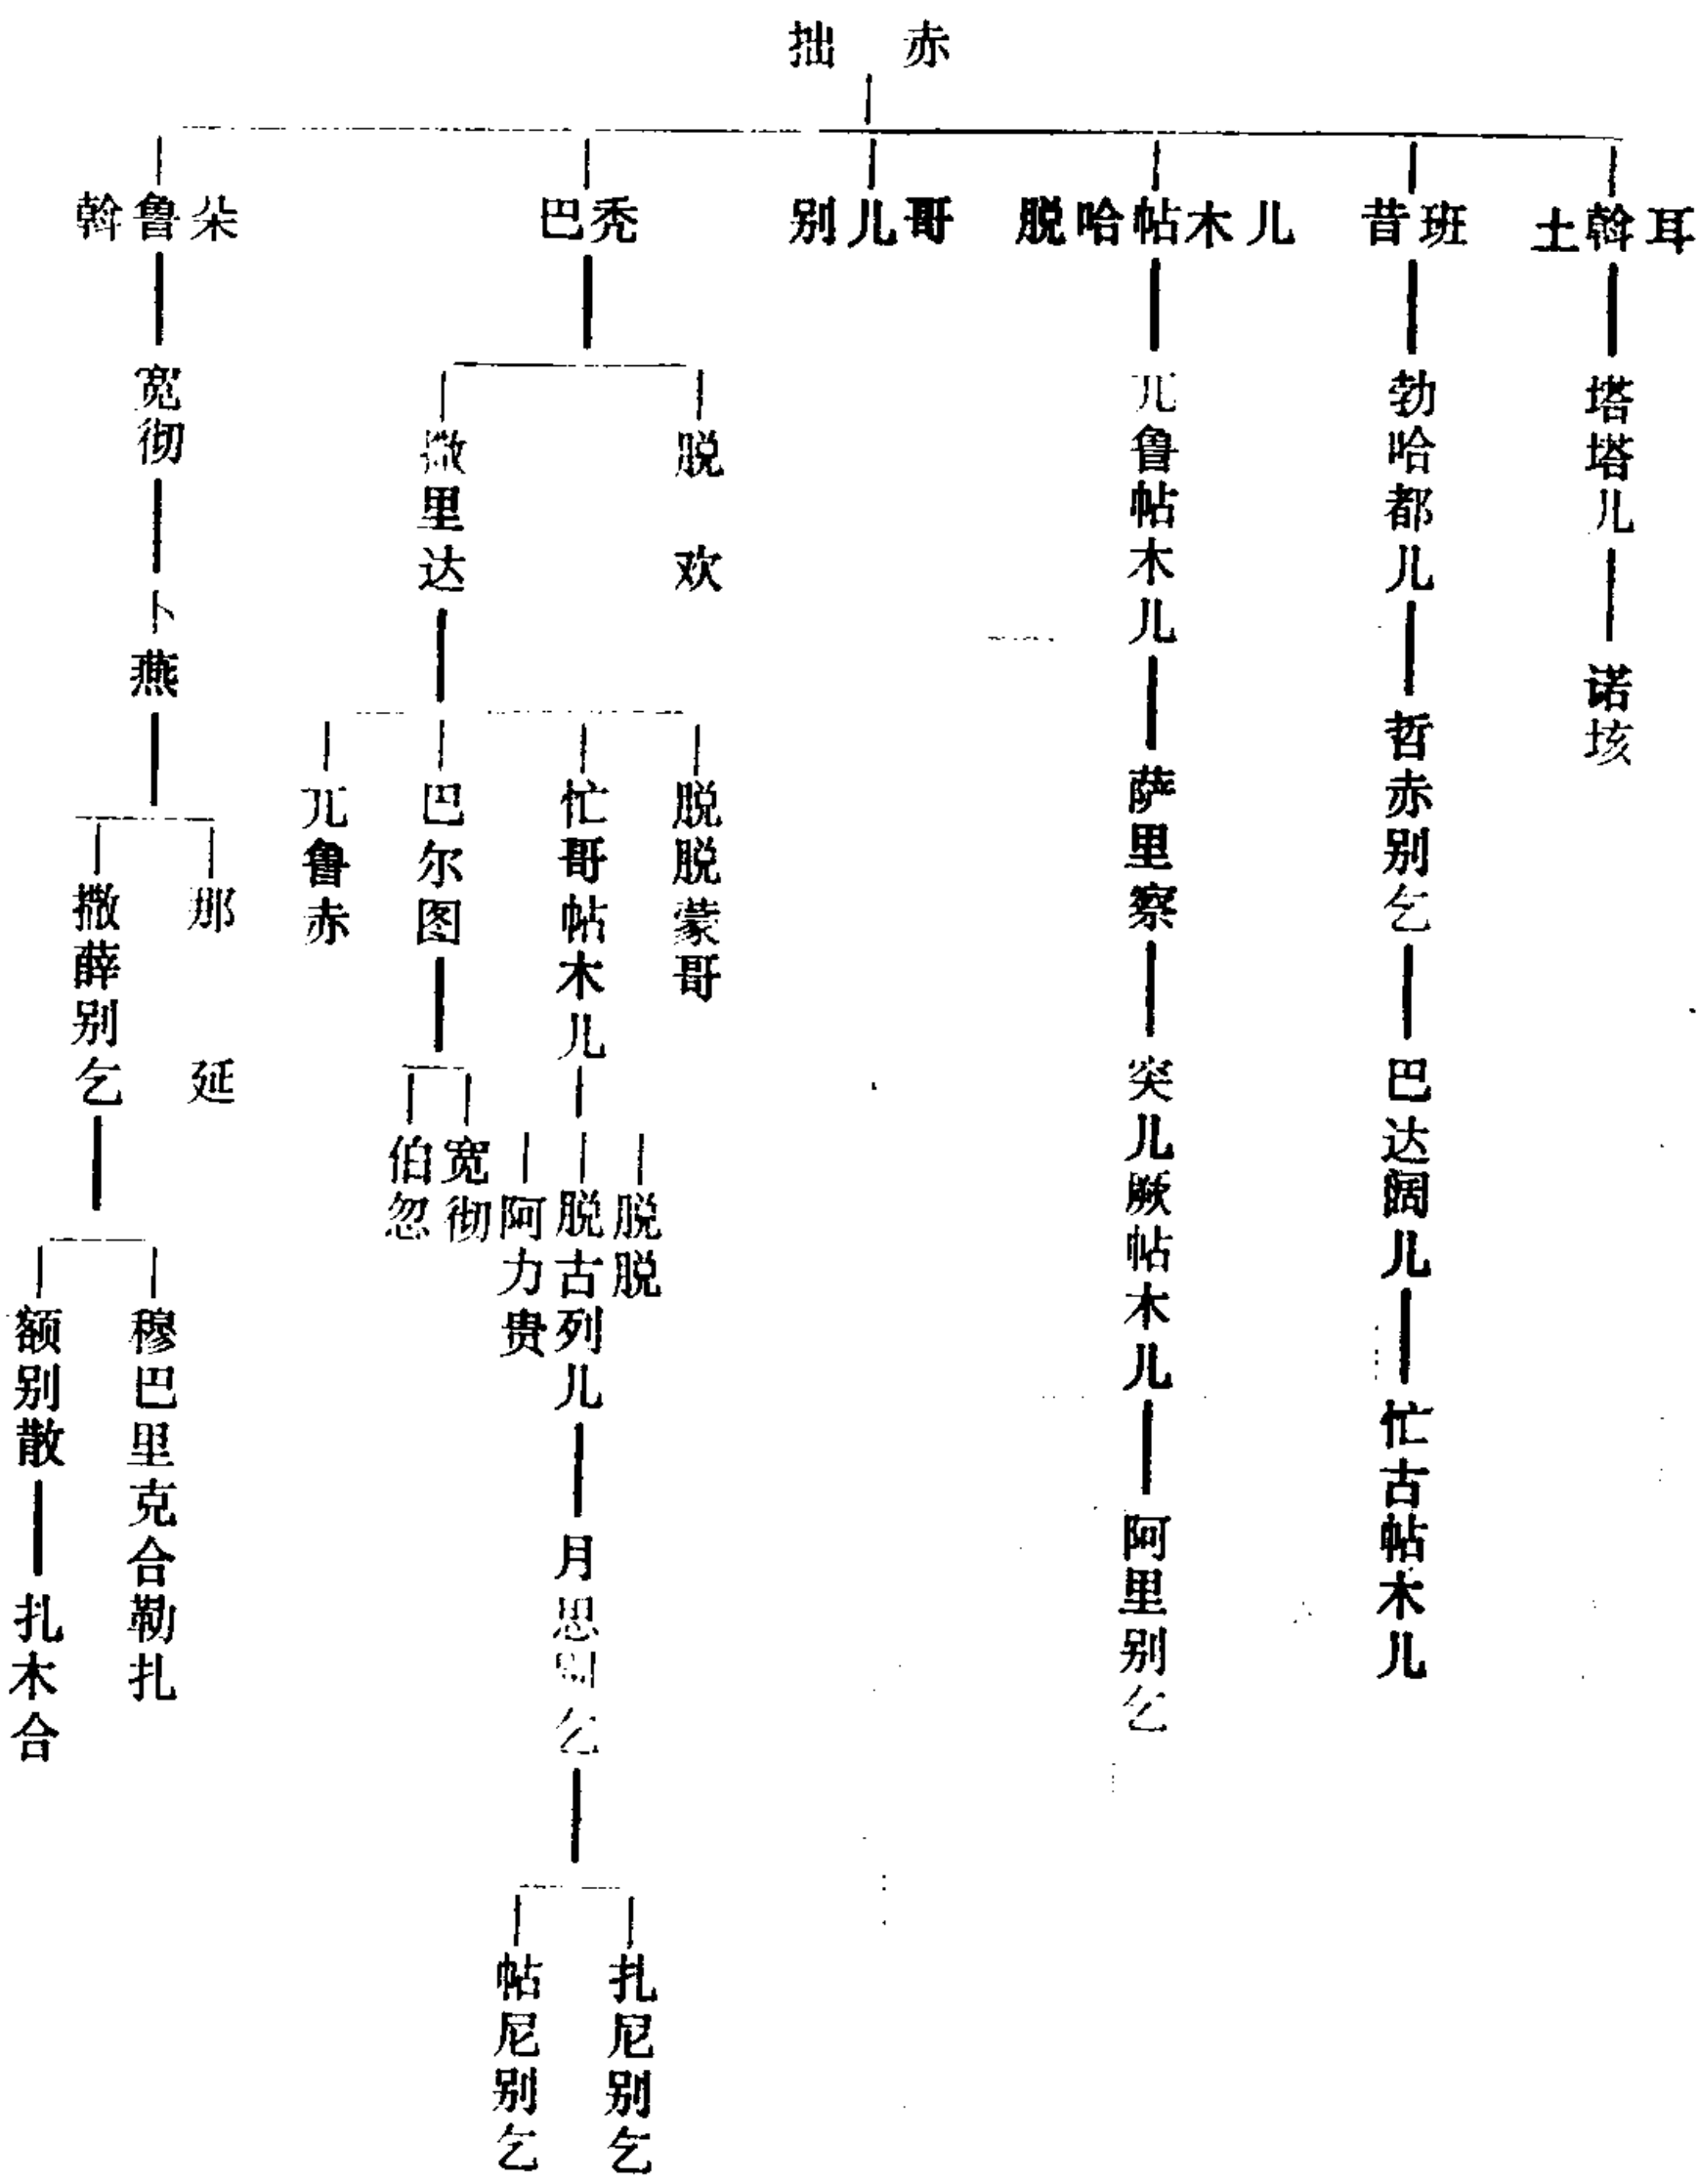 拙赤
斡鲁朵
巴秃
别儿哥
脱哈帖木儿
昔班
土斡耳
宽彻
卜燕
撒薛别乞
那延
额别散
扎木合
穆巴里克合勒扎
撒里达
脱欢
兀鲁赤
巴尔图
忙哥帖木儿
脱脱蒙哥
伯忽
宽彻
阿力贵
脱古列儿
脱脱
月思别乞
帖尼别乞
扎尼别乞
兀鲁帖木儿
萨里察
突儿厥帖木儿
阿里别乞
勃哈都儿
哲赤别乞
巴达阔儿
忙古帖木儿
塔塔儿
诺垓